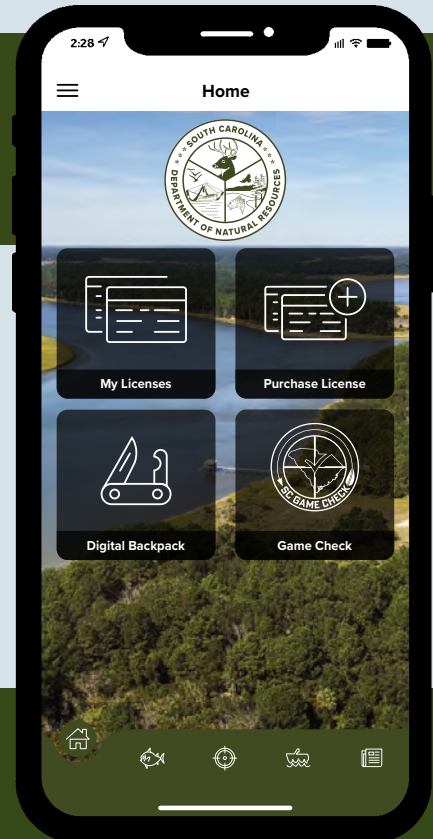 2:28
Home
SOUTH CAROLINA
DEPARTMENT OF NATURAL RESOURCES
My Licenses
Purchase License
SC GAME CHECK
Digital Backpack
Game Check